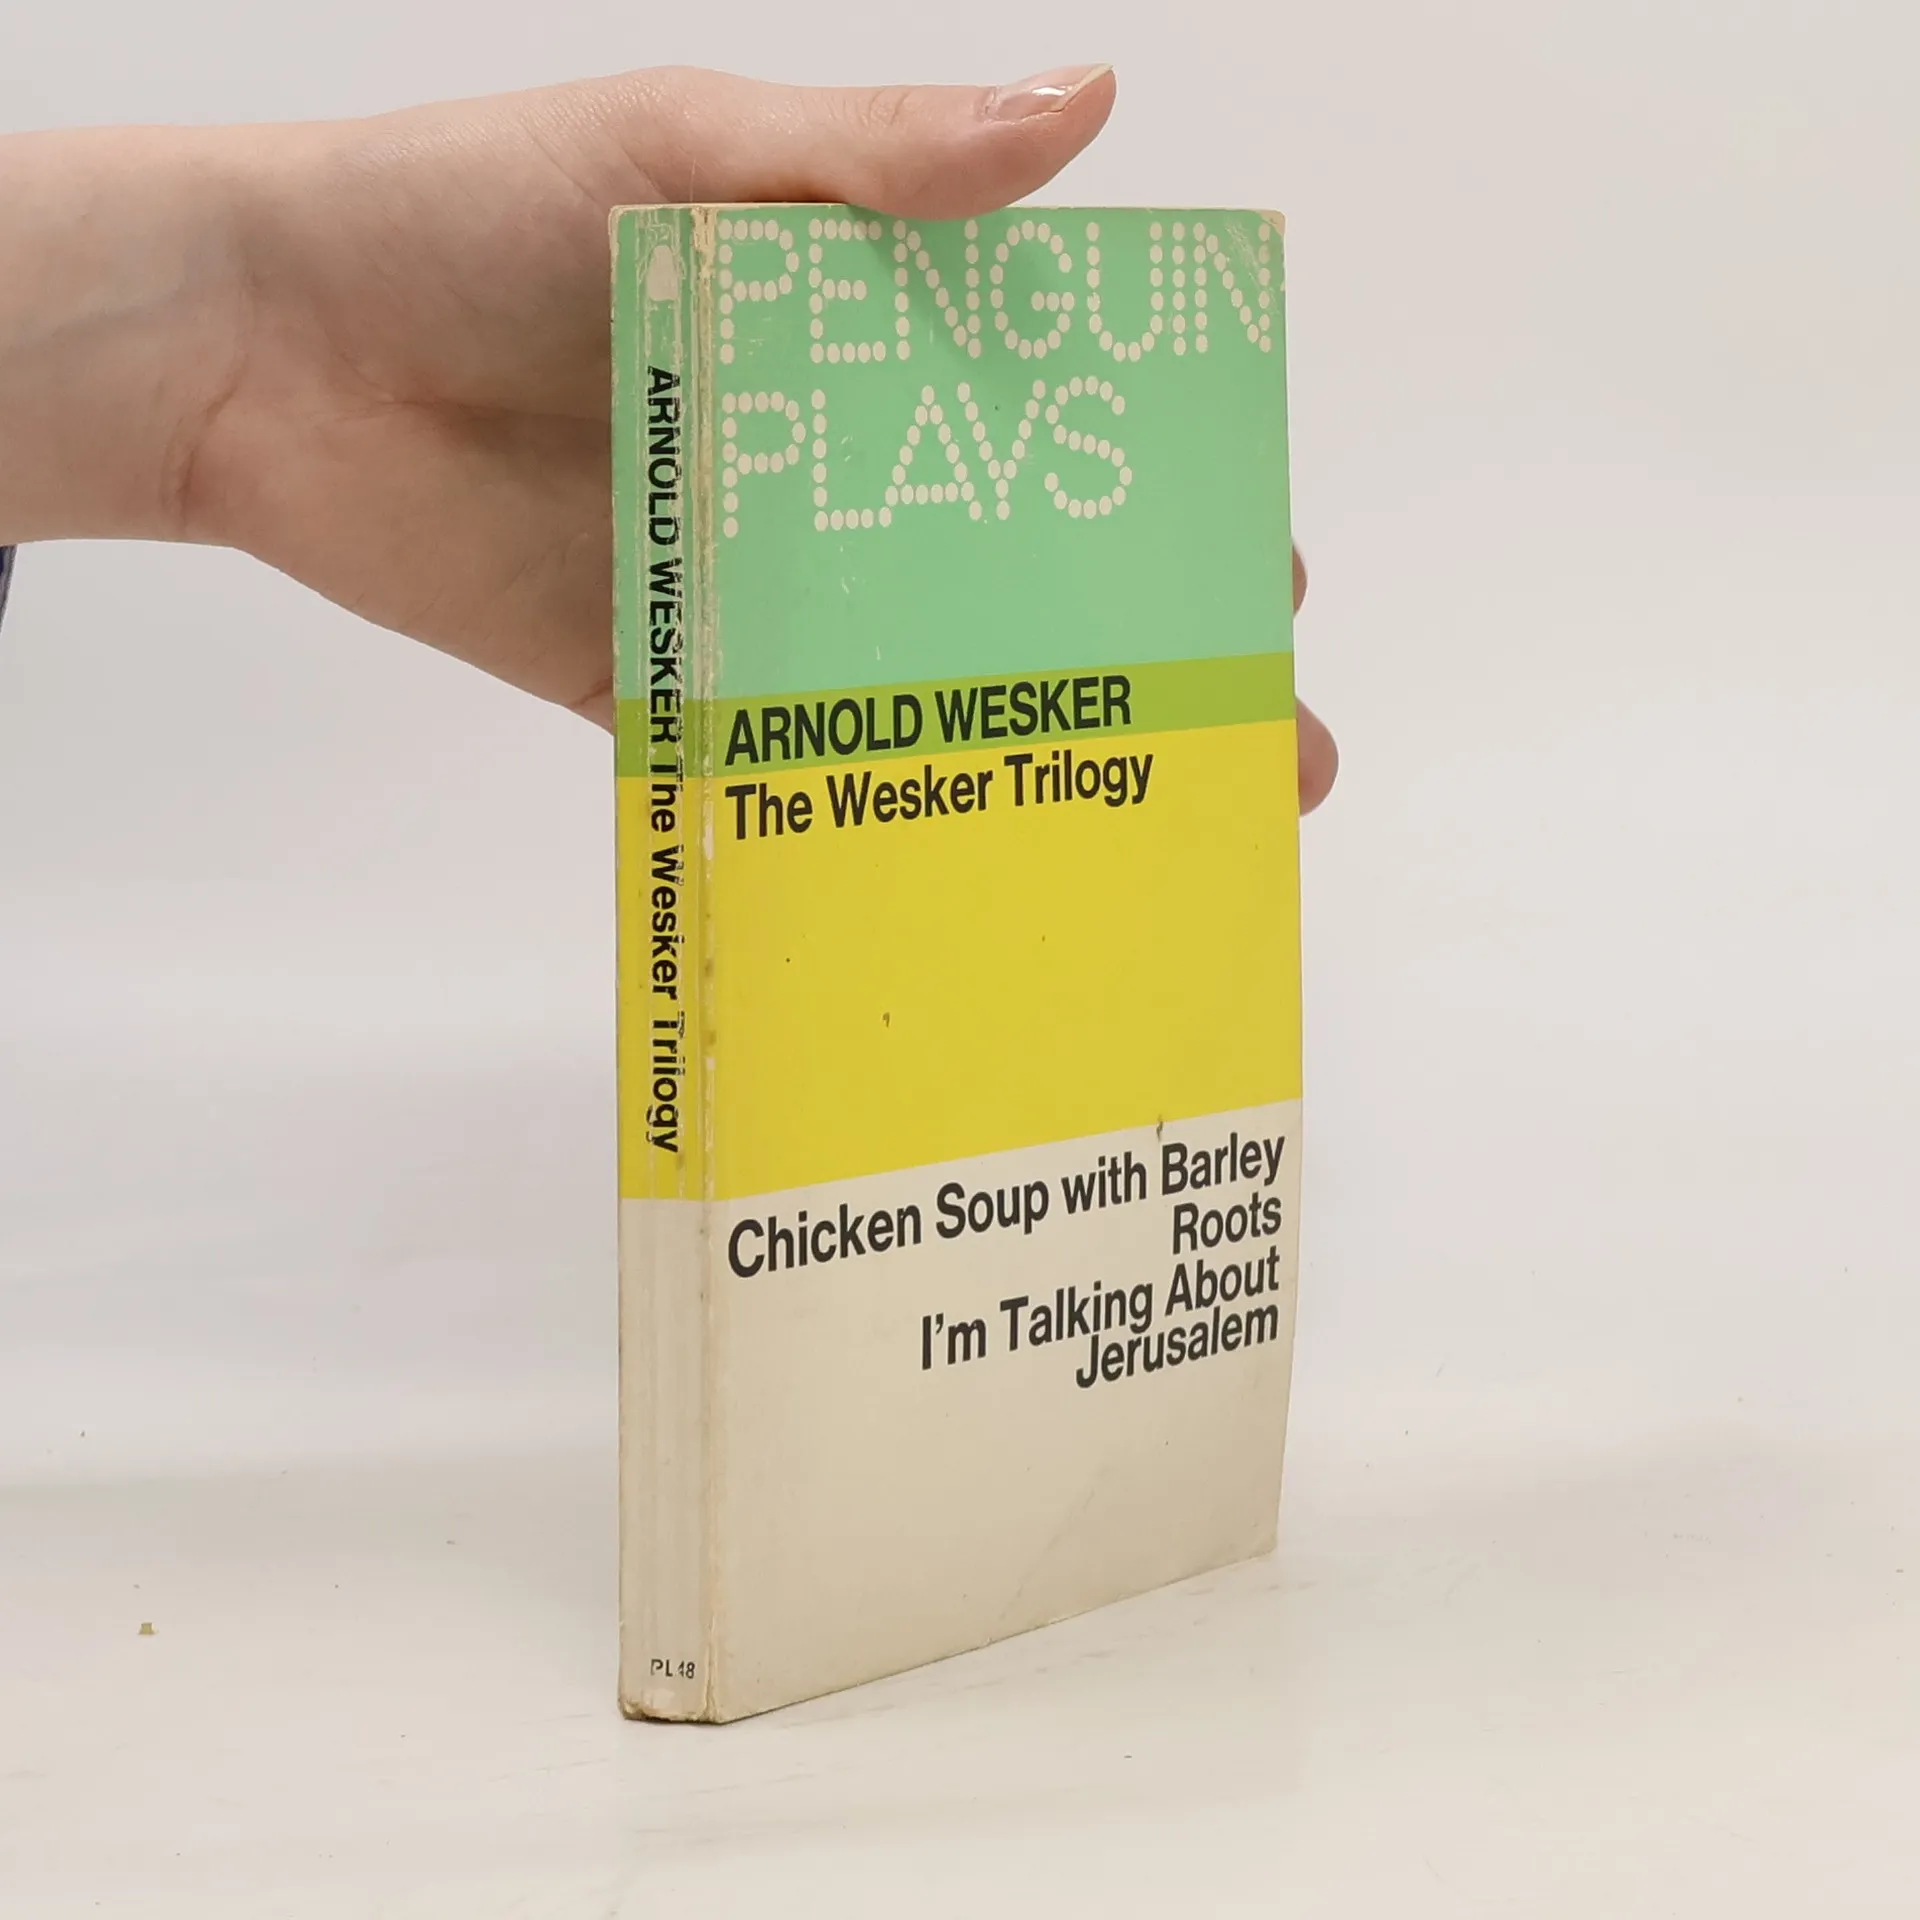 PENGUIN
PLAYS
ARNOLD WESKER
The Wesker Trilogy
Chicken Soup with Barley
Roots
I'm Talking About
Jerusalem
ARNOLD WESKER The Wesker Trilogy
PL48